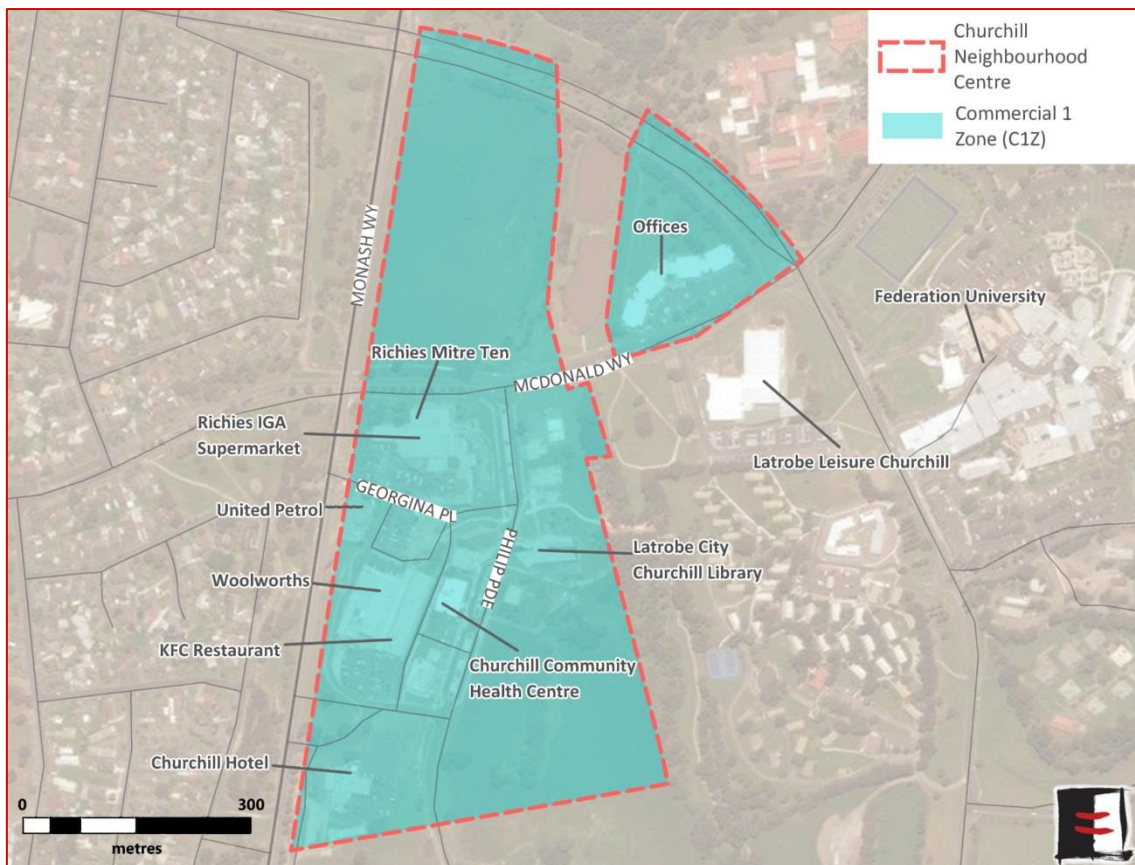 Churchill
Neighbourhood
Centre
Commercial 1
Zone (C1Z)
MONASH WY
Offices
Federation University
Richies Mitre Ten
MCDONALD WY
Richies IGA
Supermarket
Latrobe Leisure Churchill
GEORGINA PL
United Petrol
PHILIP PDE
Latrobe City
Churchill Library
Woolworths
KFC Restaurant
Churchill Community
Health Centre
Churchill Hotel
0 300
metres